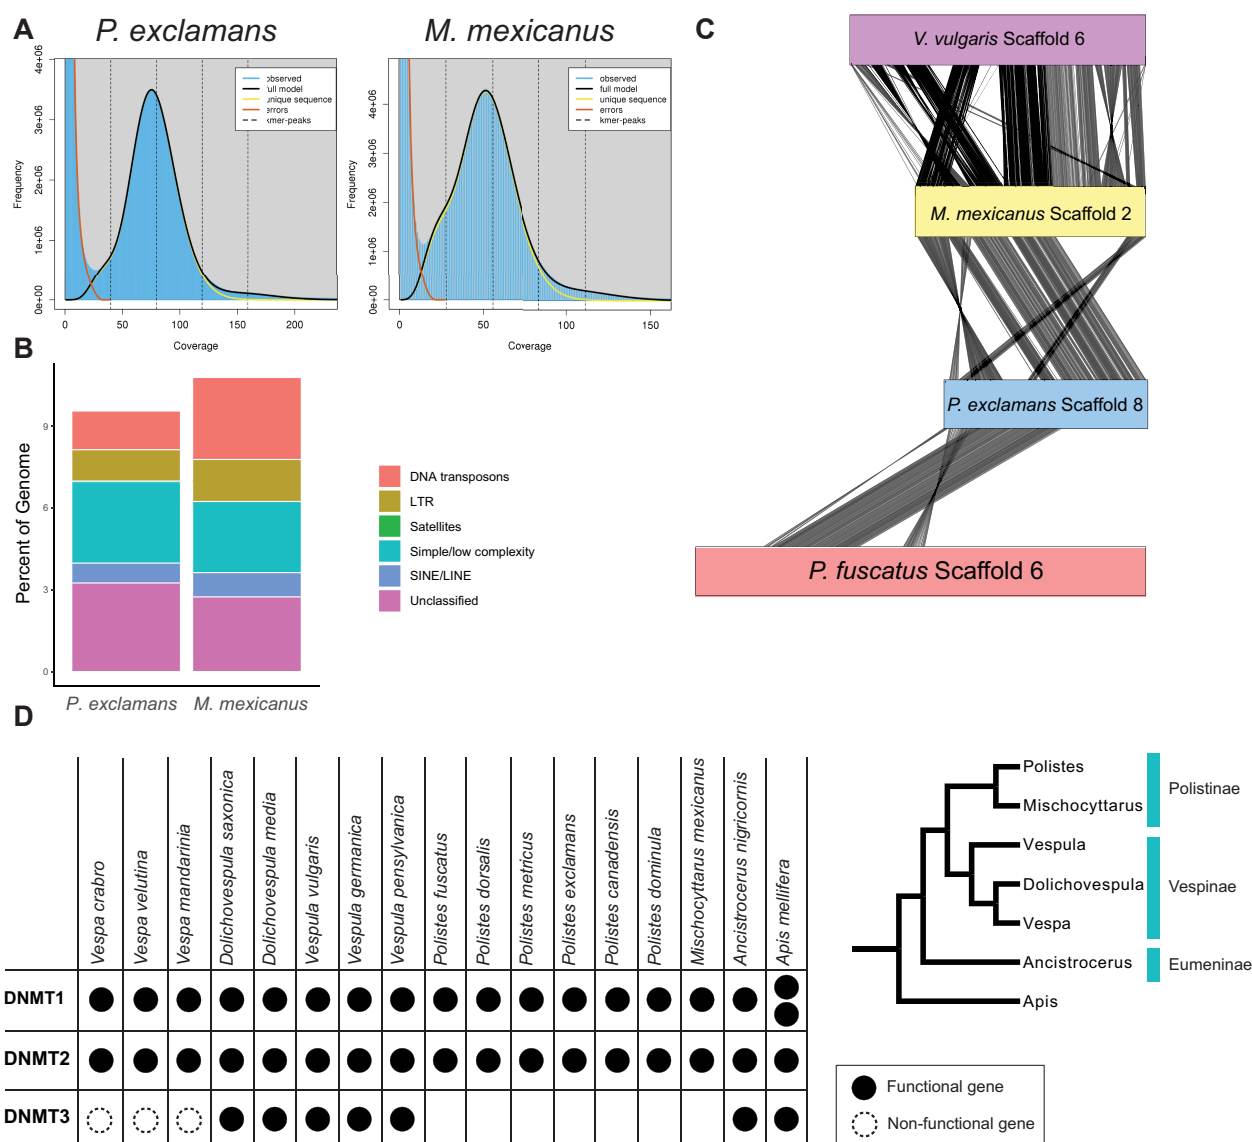 A
P. exclamans
M. mexicanus
4e+06
3e+06
2e+06
1e+06
0e+00
Frequency
0
50
100
150
200
Coverage
observed
full model
unique sequence
errors
kmer-peaks
4e+06
3e+06
2e+06
1e+06
0e+00
Frequency
0
50
100
150
Coverage
observed
full model
unique sequence
errors
kmer-peaks
B
Percent of Genome
9
6
3
0
P. exclamans
M. mexicanus
DNA transposons
LTR
Satellites
Simple/low complexity
SINE/LINE
Unclassified
C
V. vulgaris Scaffold 6
M. mexicanus Scaffold 2
P. exclamans Scaffold 8
P. fuscatus Scaffold 6
D
Vespa crabro
Vespa velutina
Vespa mandarinia
Dolichovespula saxonica
Dolichovespula media
Vespula vulgaris
Vespula germanica
Vespula pensylvanica
Polistes fuscatus
Polistes dorsalis
Polistes metricus
Polistes exclamans
Polistes canadensis
Polistes dominula
Mischocyttarus mexicanus
Ancistrocerus nigricornis
Apis mellifera
DNMT1
DNMT2
DNMT3
Polistes
Mischocyttarus
Vespula
Dolichovespula
Vespa
Ancistrocerus
Apis
Polistinae
Vespinae
Eumeninae
Functional gene
Non-functional gene